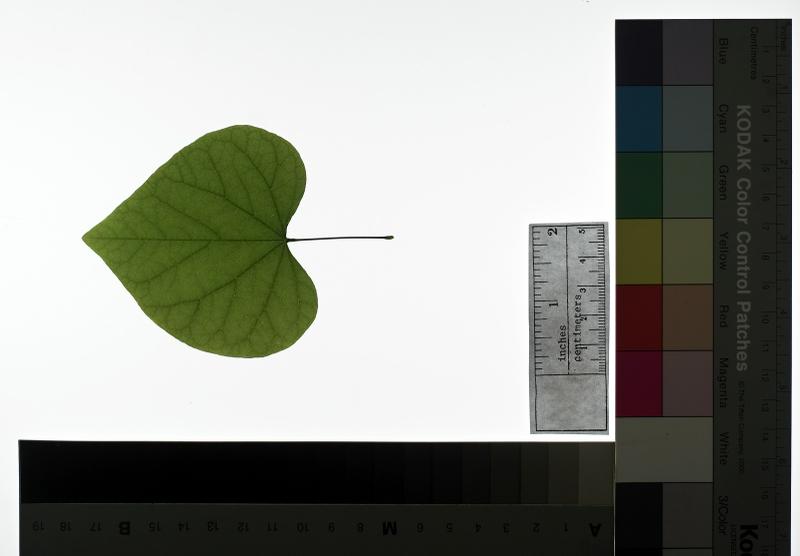 Blue
Cyan
Green
Yellow
Red
Magenta
White
3/Color
Centimetres
Inches
KODAK Color Control Patches
© The Tiffen Company, 2000
Ko
2
1
inches
5
4
3
2
1
centimeters
19 18 17 B 15 14 13 12 11 10 9 8 M 6 5 4 3 2 1 A